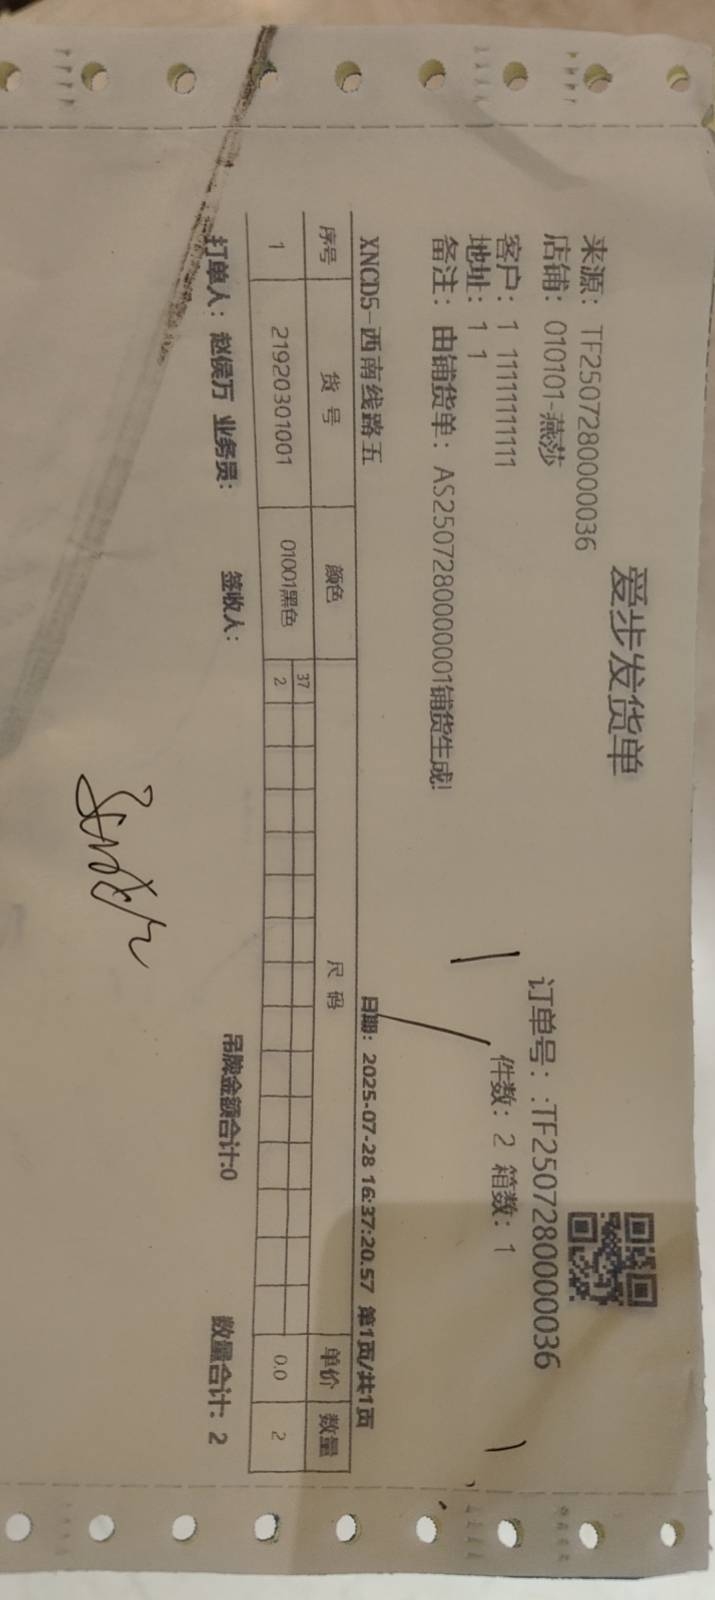 爱步发货单
来源：TF2507280000036
订单号：:TF2507280000036
店铺：010101-燕莎
客户：1 11111111111
件数：2 箱数：1
地址：1 1
备注：由铺货单：AS2507280000001铺货生成!
XNCD5-西南线路五 日期：2025-07-28 16:37:20.57 第1页/共1页
序号 货号 颜色 尺码 单价 数量
37
1 21920301001 01001黑色 2 0.0 2
打单人：赵侯万 业务员： 签收人： 吊牌金额合计:0 数量合计：2